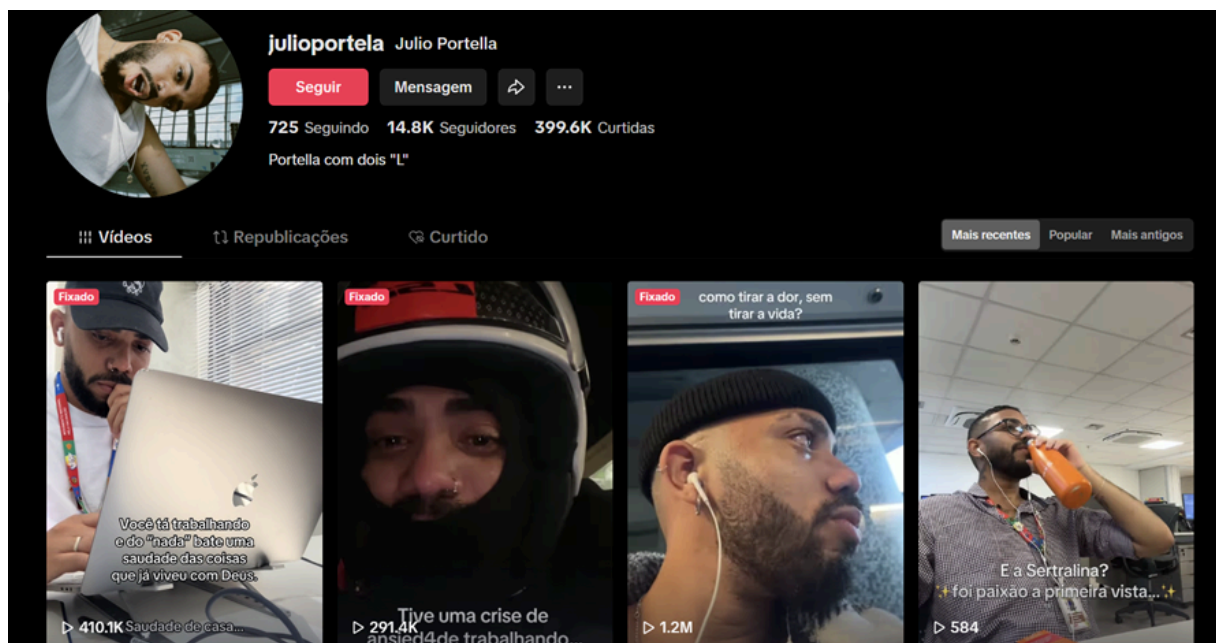 julioportela Julio Portella
Seguir Mensagem
725 Seguindo 14.8K Seguidores 399.6K Curtidas
Portella com dois "L"
Vídeos Republicações Curtido
Mais recentes Popular Mais antigos
Fixado
Você tá trabalhando
e do "nada" bate uma
saudade das coisas
que já viveu com Deus.
410.1K Saudade de casa...
Fixado
Tive uma crise de
ansied4de trabalhando...
291.4K
Fixado
como tirar a dor, sem
tirar a vida?
1.2M
E a Sertralina?
✨foi paixão a primeira vista...✨
584